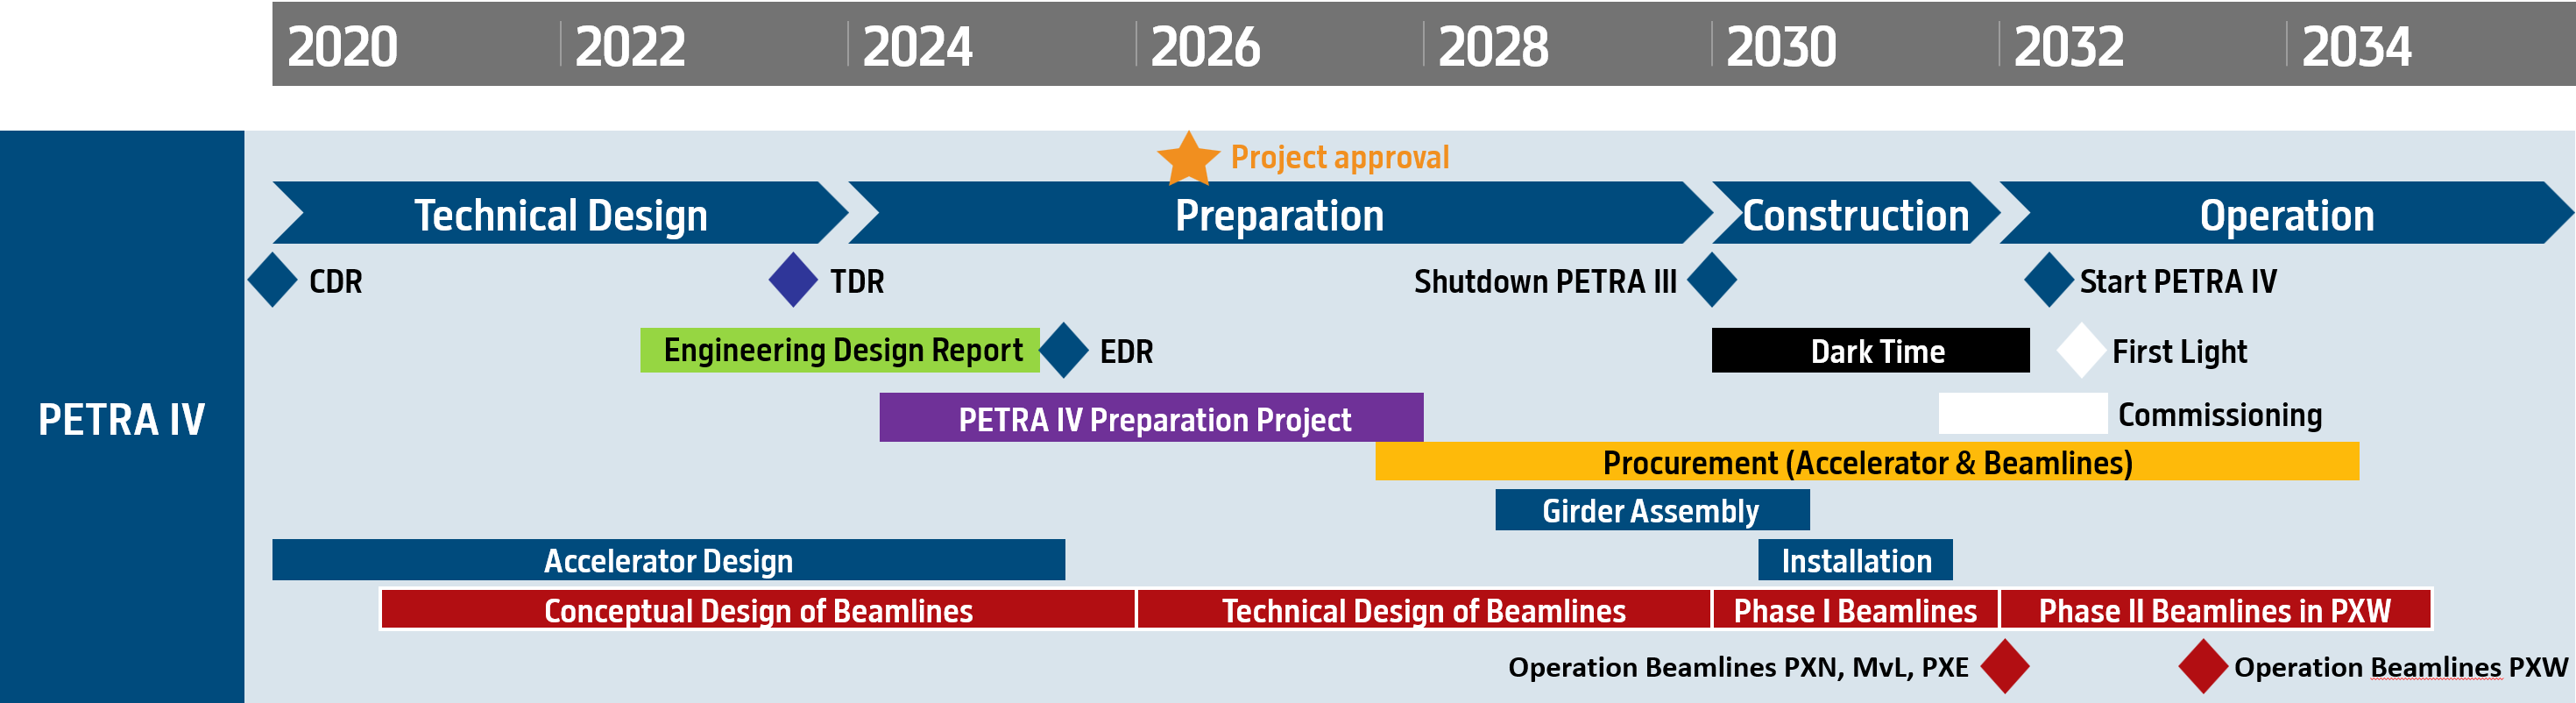 2020 2022 2024 2026 2028 2030 2032 2034
Project approval
Technical Design Preparation Construction Operation
CDR TDR Shutdown PETRA III Start PETRA IV
Engineering Design Report EDR Dark Time First Light
PETRA IV
PETRA IV Preparation Project Commissioning
Procurement (Accelerator & Beamlines)
Girder Assembly
Accelerator Design Installation
Conceptual Design of Beamlines Technical Design of Beamlines Phase I Beamlines Phase II Beamlines in PXW
Operation Beamlines PXN, MvL, PXE Operation Beamlines PXW